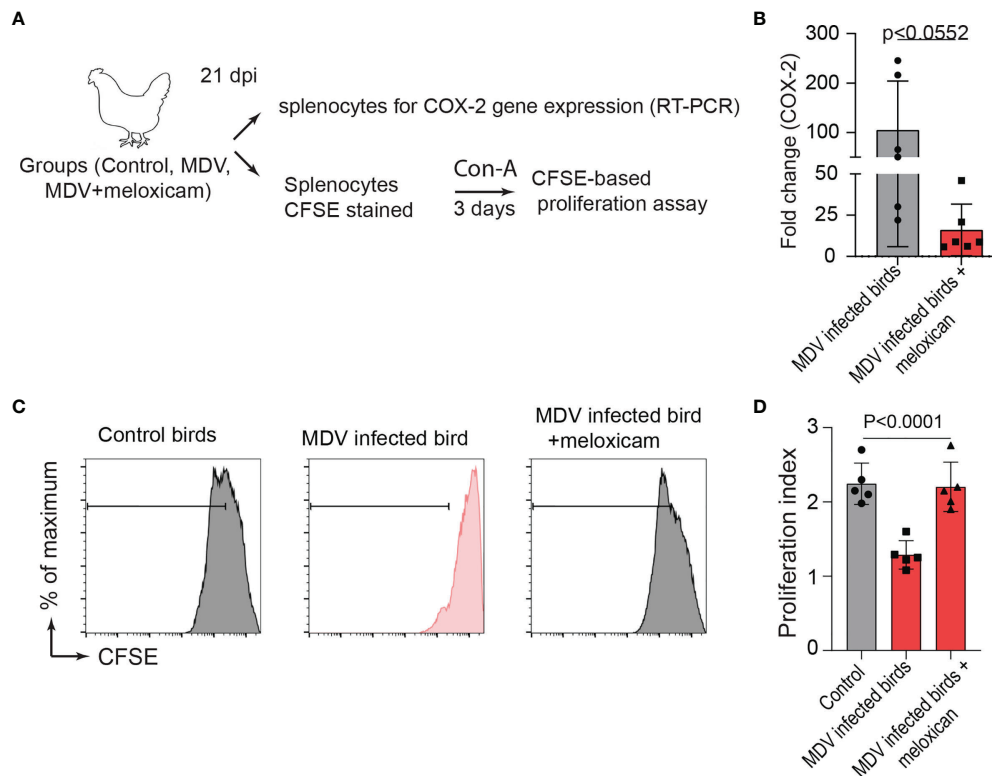 A
21 dpi
splenocytes for COX-2 gene expression (RT-PCR)
Groups (Control, MDV,
MDV+meloxicam)
Splenocytes
CFSE stained
Con-A
3 days
CFSE-based
proliferation assay
B
p<0.0552
Fold change (COX-2)
300
200
100
50
25
0
MDV infected birds
MDV infected birds +
meloxican
C
Control birds
MDV infected bird
MDV infected bird
+meloxicam
% of maximum
CFSE
D
P<0.0001
Proliferation index
3
2
1
0
Control
MDV infected birds
MDV infected birds +
meloxican